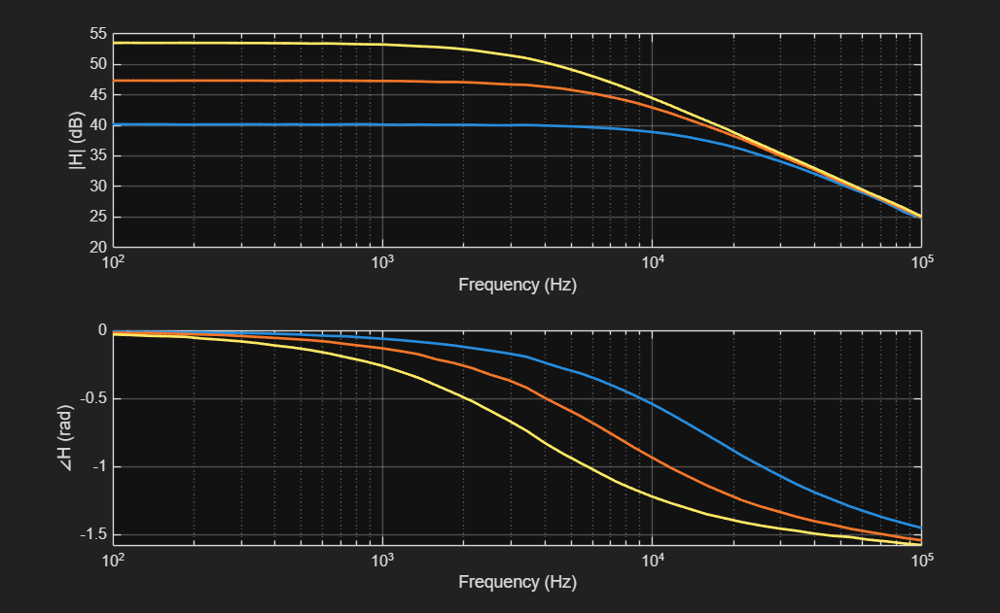 55
50
45
40
35
30
25
20
|H| (dB)
10² 10³ 10⁴ 10⁵
Frequency (Hz)
0
-0.5
-1
-1.5
∠H (rad)
10² 10³ 10⁴ 10⁵
Frequency (Hz)